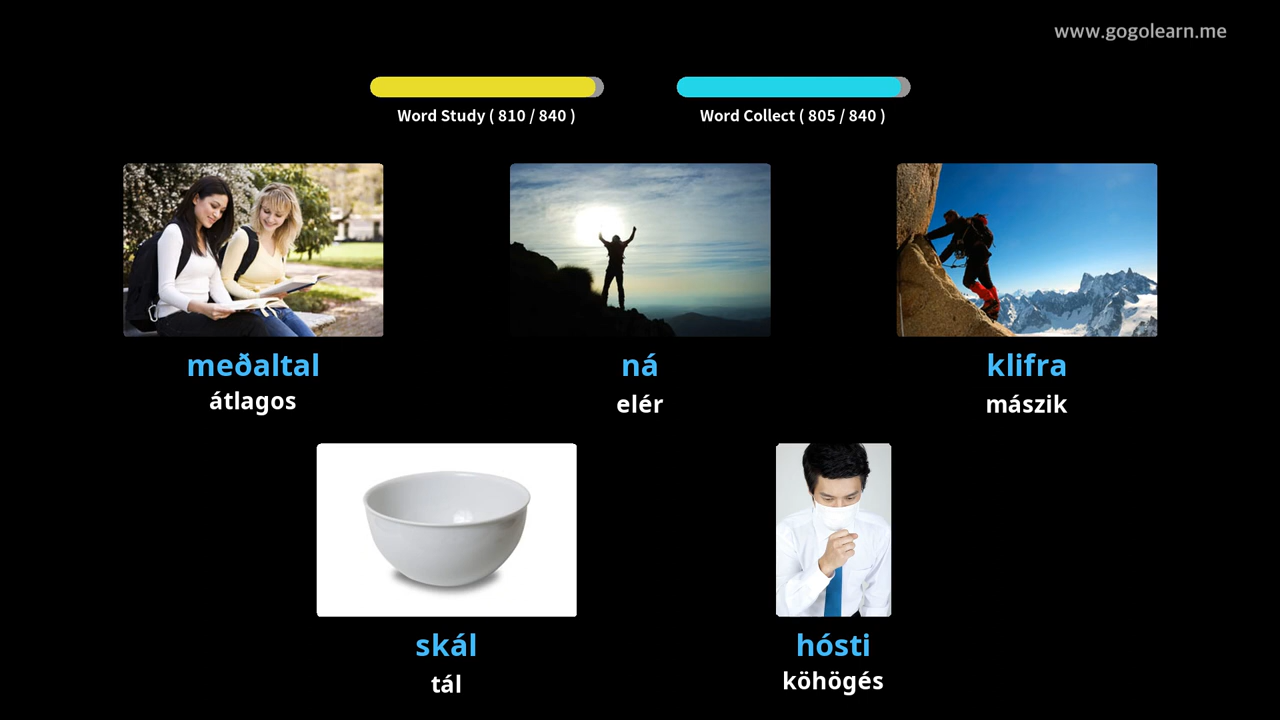 www.gogolearn.me
Word Study ( 810 / 840 )
Word Collect ( 805 / 840 )
meðaltal
átlagos
ná
elér
klifra
mászik
skál
tál
hósti
köhögés